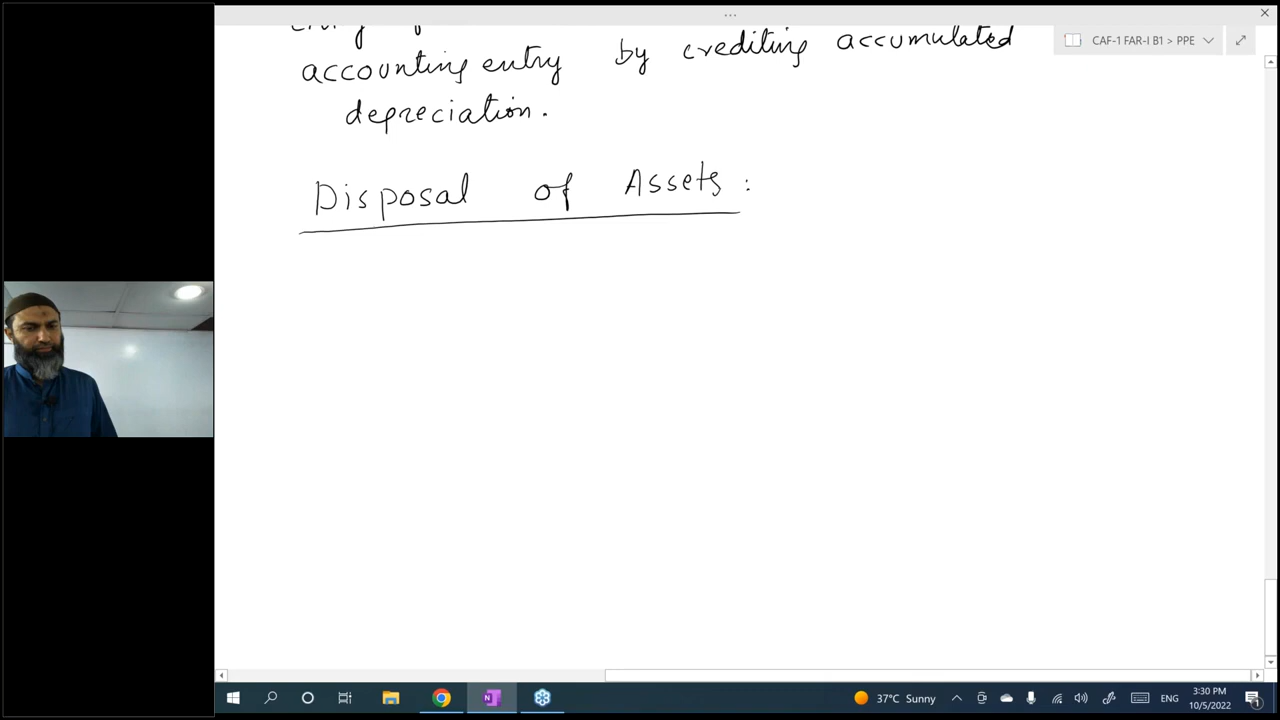 CAF-1 FAR-I B1 > PPE
accounting entry by crediting accumulated
depreciation.
Disposal of Assets :
37°C Sunny
ENG
3:30 PM
10/5/2022